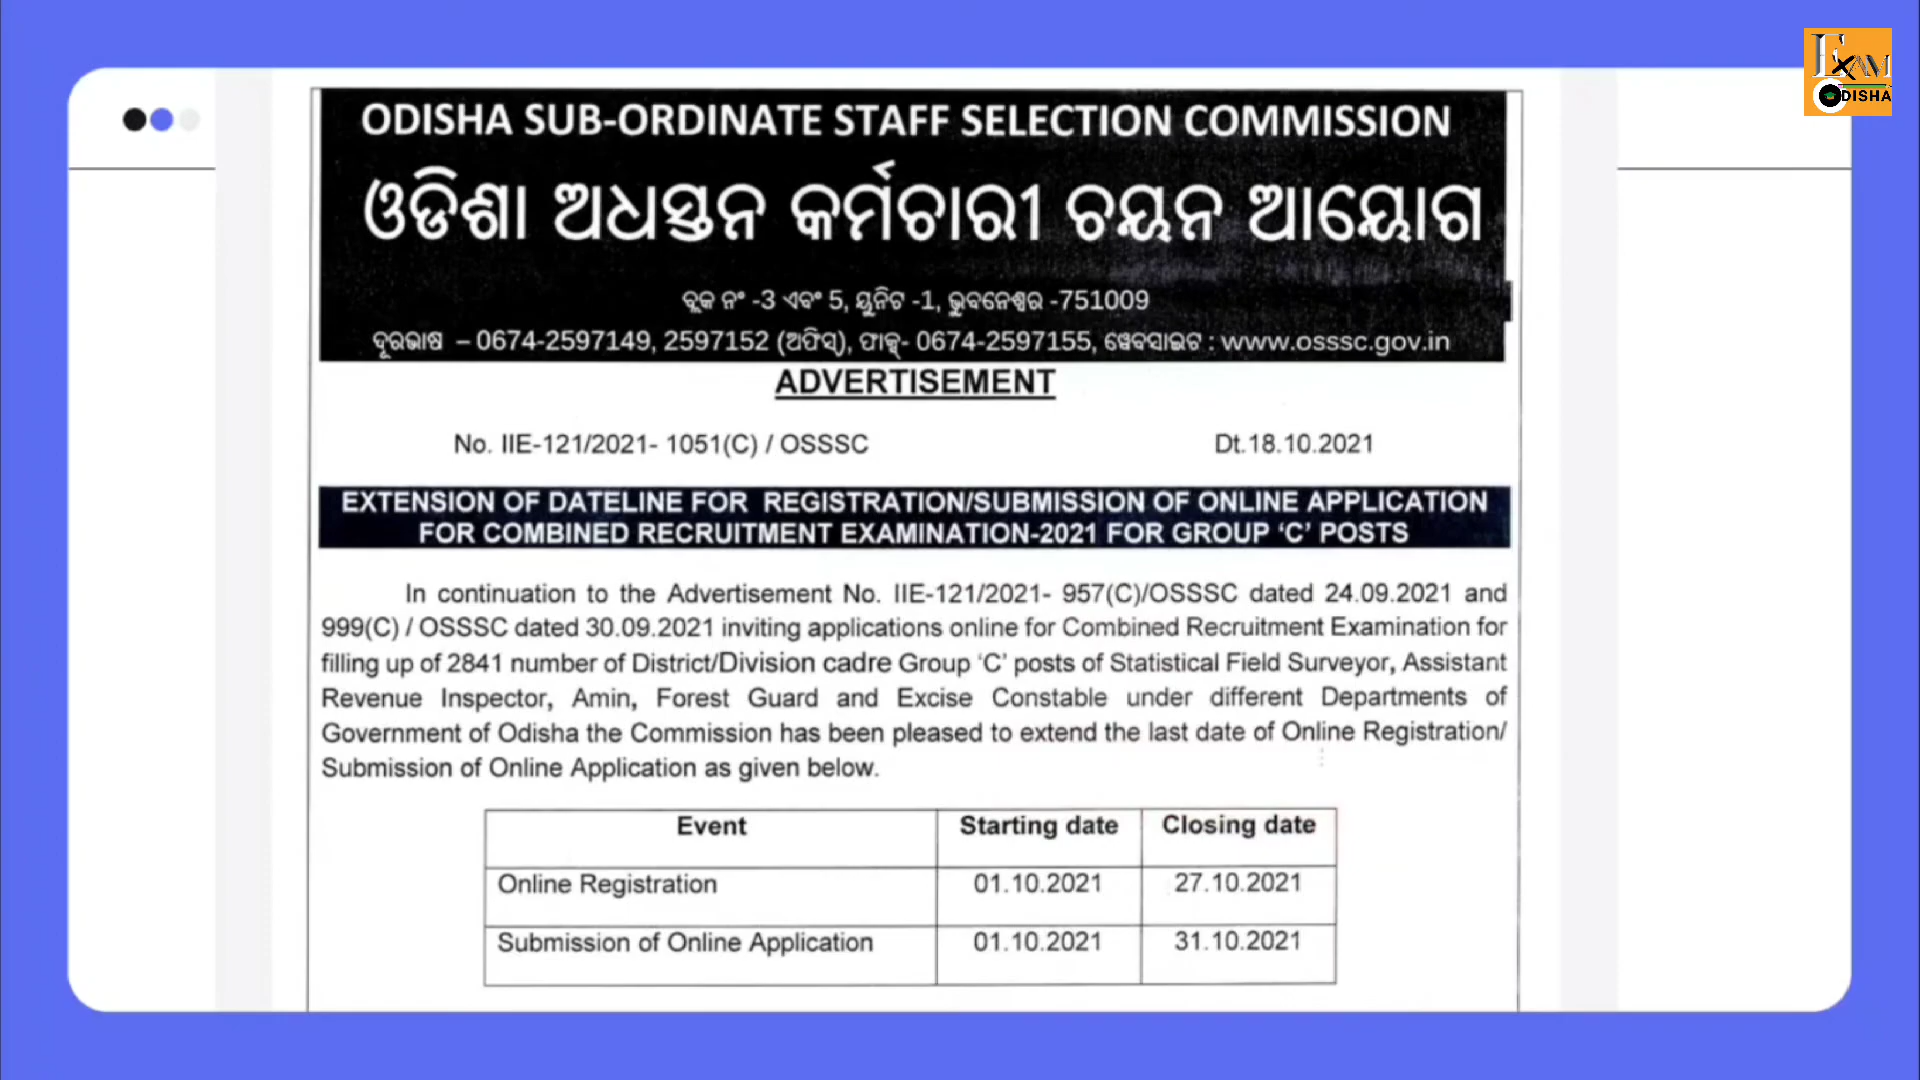 EXAM
ODISHA
ODISHA SUB-ORDINATE STAFF SELECTION COMMISSION
ଓଡିଶା ଅଧସ୍ତନ କର୍ମଚାରୀ ଚୟନ ଆୟୋଗ
ବ୍ଲକ ନଂ -3 ଏବଂ 5, ୟୁନିଟ -1, ଭୁବନେଶ୍ୱର -751009
ଦୂରଭାଷ – 0674-2597149, 2597152 (ଅଫିସ୍), ଫାକ୍ସ- 0674-2597155, ୱେବସାଇଟ : www.osssc.gov.in
ADVERTISEMENT
No. IIE-121/2021- 1051(C) / OSSSC Dt.18.10.2021
EXTENSION OF DATELINE FOR REGISTRATION/SUBMISSION OF ONLINE APPLICATION
FOR COMBINED RECRUITMENT EXAMINATION-2021 FOR GROUP ‘C’ POSTS
In continuation to the Advertisement No. IIE-121/2021- 957(C)/OSSSC dated 24.09.2021 and
999(C) / OSSSC dated 30.09.2021 inviting applications online for Combined Recruitment Examination for
filling up of 2841 number of District/Division cadre Group ‘C’ posts of Statistical Field Surveyor, Assistant
Revenue Inspector, Amin, Forest Guard and Excise Constable under different Departments of
Government of Odisha the Commission has been pleased to extend the last date of Online Registration/
Submission of Online Application as given below.
Event Starting date Closing date
Online Registration 01.10.2021 27.10.2021
Submission of Online Application 01.10.2021 31.10.2021